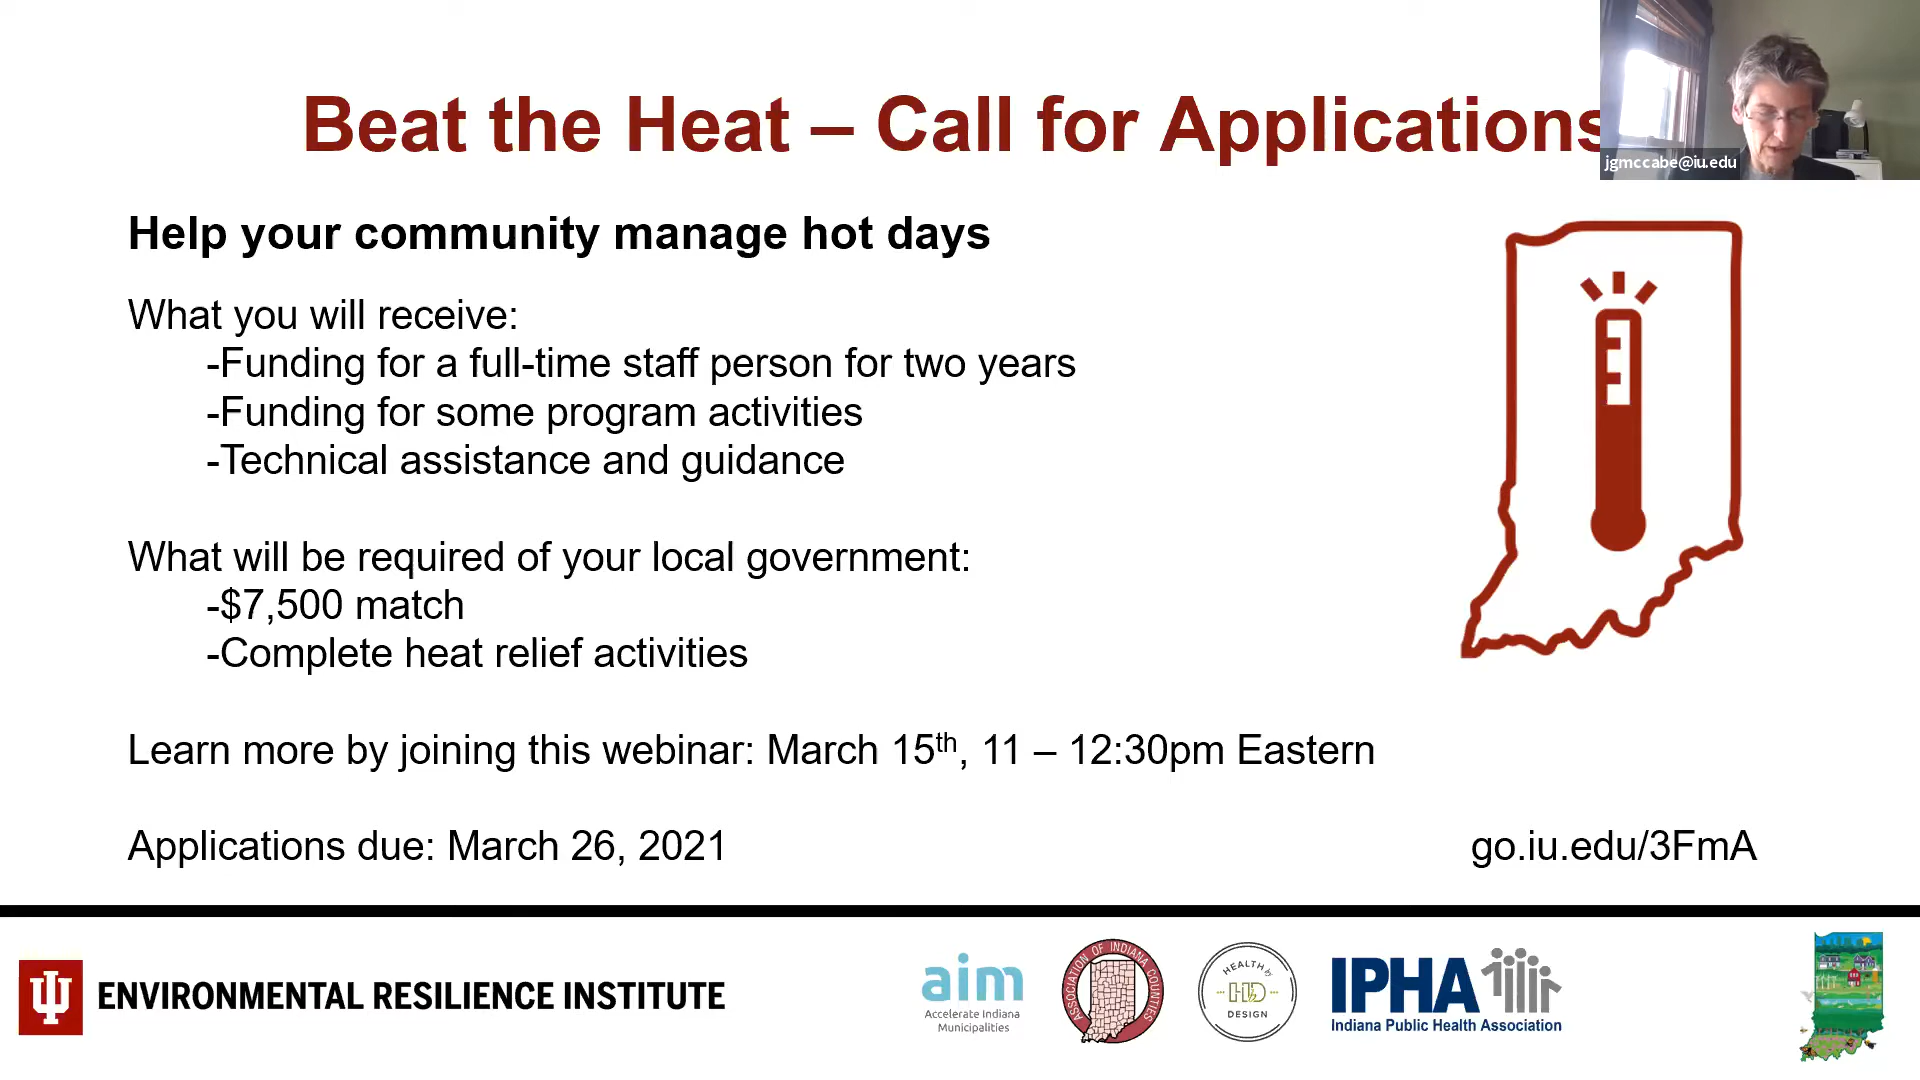 Beat the Heat – Call for Applications
jgmccabe@iu.edu
Help your community manage hot days
What you will receive:
-Funding for a full-time staff person for two years
-Funding for some program activities
-Technical assistance and guidance
What will be required of your local government:
-$7,500 match
-Complete heat relief activities
Learn more by joining this webinar: March 15th, 11 – 12:30pm Eastern
Applications due: March 26, 2021
go.iu.edu/3FmA
ENVIRONMENTAL RESILIENCE INSTITUTE
aim
Accelerate Indiana
Municipalities
ASSOCIATION OF INDIANA COUNTIES
HEALTH by
HD
DESIGN
IPHA
Indiana Public Health Association